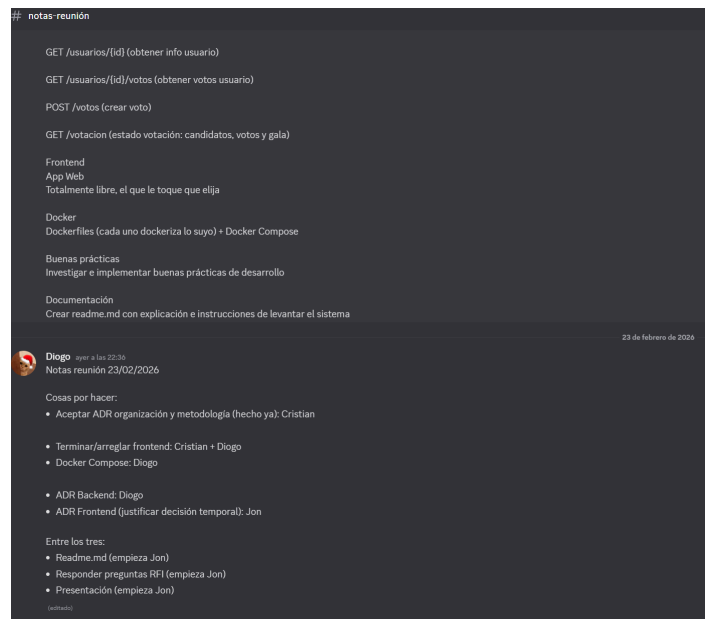 # notas-reunión
GET /usuarios/{id} (obtener info usuario)
GET /usuarios/{id}/votos (obtener votos usuario)
POST /votos (crear voto)
GET /votacion (estado votación: candidatos, votos y gala)
Frontend
App Web
Totalmente libre, el que le toque que elija
Docker
Dockerfiles (cada uno dockeriza lo suyo) + Docker Compose
Buenas prácticas
Investigar e implementar buenas prácticas de desarrollo
Documentación
Crear readme.md con explicación e instrucciones de levantar el sistema
23 de febrero de 2026
Diogo ayer a las 22:36
Notas reunión 23/02/2026
Cosas por hacer:
• Aceptar ADR organización y metodología (hecho ya): Cristian
• Terminar/arreglar frontend: Cristian + Diogo
• Docker Compose: Diogo
• ADR Backend: Diogo
• ADR Frontend (justificar decisión temporal): Jon
Entre los tres:
• Readme.md (empieza Jon)
• Responder preguntas RFI (empieza Jon)
• Presentación (empieza Jon)
(editado)